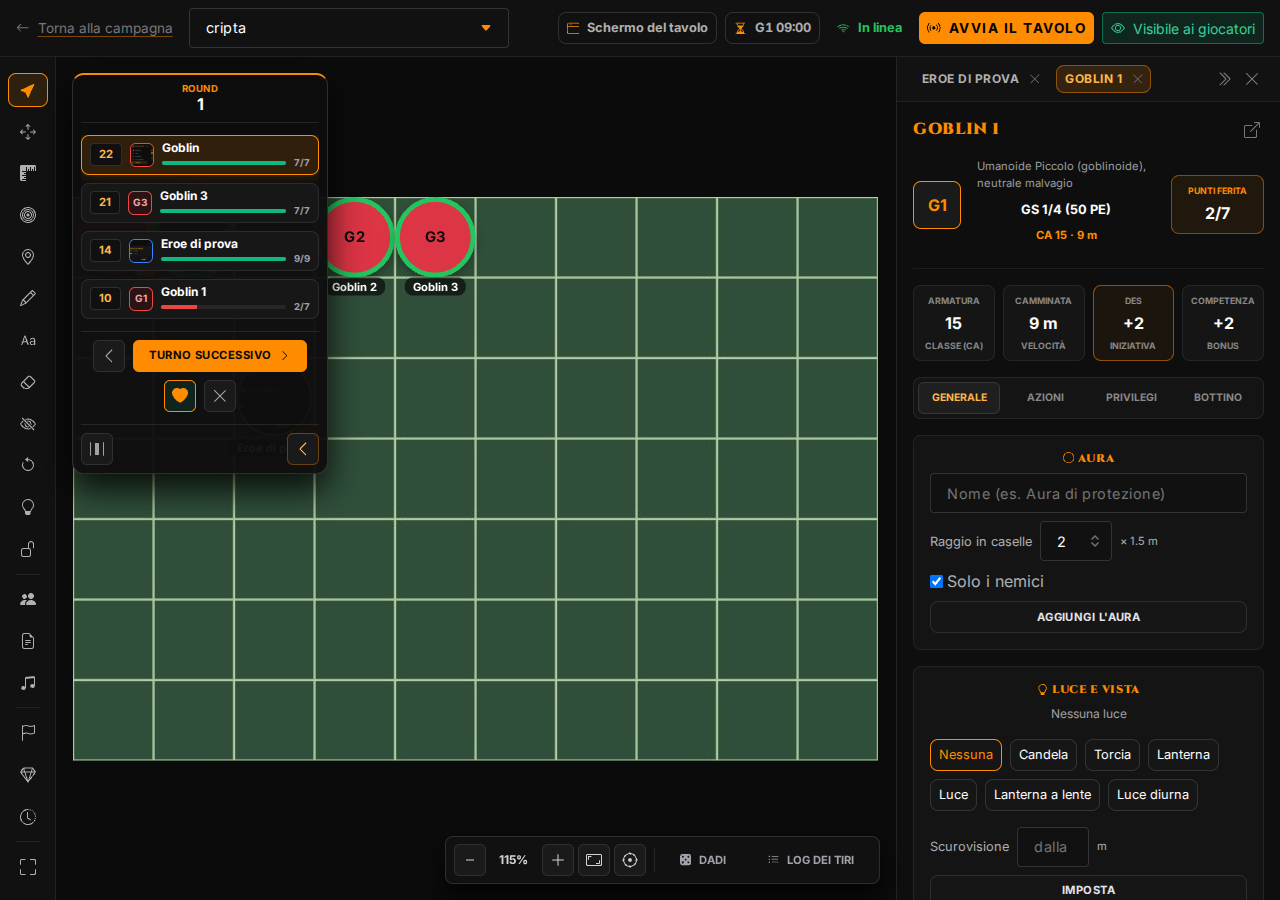 Torna alla campagna
cripta
Schermo del tavolo
G1 09:00
In linea
AVVIA IL TAVOLO
Visibile ai giocatori
ROUND
1
22
Goblin
7/7
21
G3
Goblin 3
7/7
14
Eroe di prova
9/9
10
G1
Goblin 1
2/7
TURNO SUCCESSIVO
G2
Goblin 2
G3
Goblin 3
Aa
115%
DADI
LOG DEI TIRI
EROE DI PROVA
GOBLIN 1
GOBLIN 1
G1
Umanoide Piccolo (goblinoide),
neutrale malvagio
GS 1/4 (50 PE)
CA 15 · 9 m
PUNTI FERITA
2/7
ARMATURA
15
CLASSE (CA)
CAMMINATA
9 m
VELOCITÀ
DES
+2
INIZIATIVA
COMPETENZA
+2
BONUS
GENERALE
AZIONI
PRIVILEGI
BOTTINO
AURA
Nome (es. Aura di protezione)
Raggio in caselle
2
× 1.5 m
Solo i nemici
AGGIUNGI L'AURA
LUCE E VISTA
Nessuna luce
Nessuna
Candela
Torcia
Lanterna
Luce
Lanterna a lente
Luce diurna
Scurovisione
dalla
m
IMPOSTA